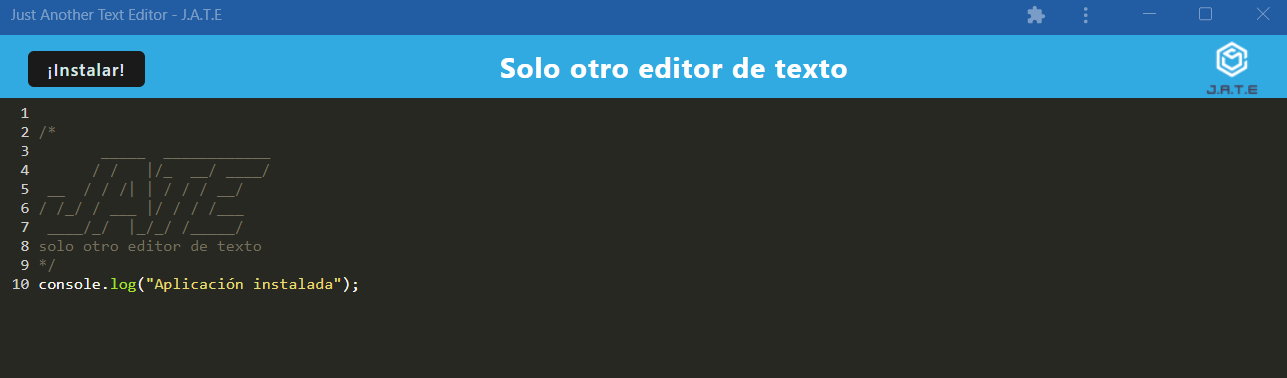 Just Another Text Editor - J.A.T.E
¡Instalar!
Solo otro editor de texto
J.A.T.E
1
2 /*
3        _____  ____________
4       / /   |/_  __/ ____/
5  __  / / /| | / / / __/
6 / /_/ / ___ |/ / / /___
7  ____/_/  |_/_/ /_____/
8 solo otro editor de texto
9 */
10 console.log("Aplicación instalada");